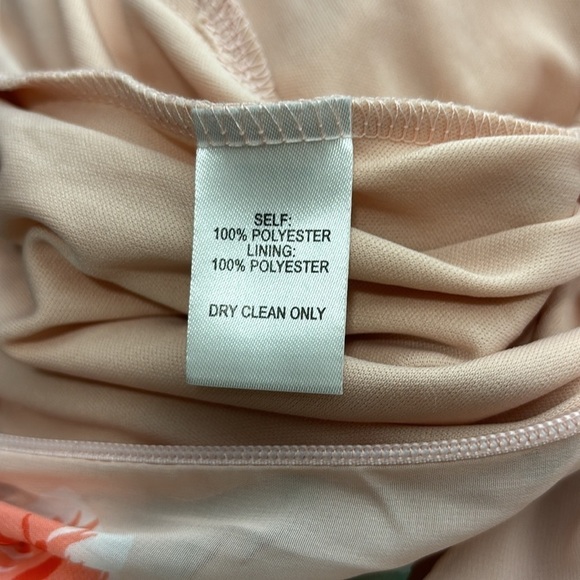 SELF:
100% POLYESTER
LINING:
100% POLYESTER
DRY CLEAN ONLY